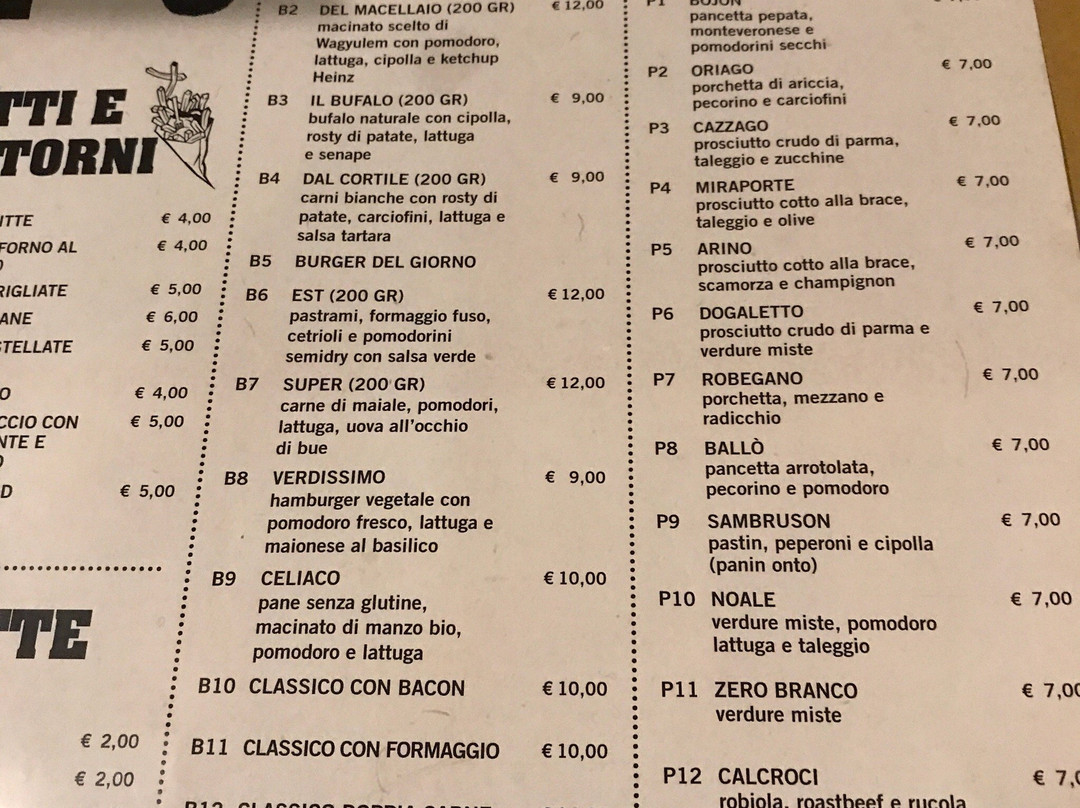 TTI E
TORNI
ITTE € 4,00
FORNO AL € 4,00
O
RIGLIATE € 5,00
ANE € 6,00
STELLATE € 5,00
O € 4,00
CCIO CON € 5,00
NTE E
O
D € 5,00
TTE
€ 2,00
€ 2,00
B2 DEL MACELLAIO (200 GR) € 12,00
macinato scelto di
Wagyulem con pomodoro,
lattuga, cipolla e ketchup
Heinz
B3 IL BUFALO (200 GR) € 9,00
bufalo naturale con cipolla,
rosty di patate, lattuga
e senape
B4 DAL CORTILE (200 GR) € 9,00
carni bianche con rosty di
patate, carciofini, lattuga e
salsa tartara
B5 BURGER DEL GIORNO
B6 EST (200 GR) € 12,00
pastrami, formaggio fuso,
cetrioli e pomodorini
semidry con salsa verde
B7 SUPER (200 GR) € 12,00
carne di maiale, pomodori,
lattuga, uova all'occhio
di bue
B8 VERDISSIMO € 9,00
hamburger vegetale con
pomodoro fresco, lattuga e
maionese al basilico
B9 CELIACO € 10,00
pane senza glutine,
macinato di manzo bio,
pomodoro e lattuga
B10 CLASSICO CON BACON € 10,00
B11 CLASSICO CON FORMAGGIO € 10,00
B12 CLASSICO DOPPIA CARNE
P1 BOJON
pancetta pepata,
monteveronese e
pomodorini secchi
P2 ORIAGO € 7,00
porchetta di ariccia,
pecorino e carciofini
P3 CAZZAGO € 7,00
prosciutto crudo di parma,
taleggio e zucchine
P4 MIRAPORTE € 7,00
prosciutto cotto alla brace,
taleggio e olive
P5 ARINO € 7,00
prosciutto cotto alla brace,
scamorza e champignon
P6 DOGALETTO € 7,00
prosciutto crudo di parma e
verdure miste
P7 ROBEGANO € 7,00
porchetta, mezzano e
radicchio
P8 BALLÒ € 7,00
pancetta arrotolata,
pecorino e pomodoro
P9 SAMBRUSON € 7,00
pastin, peperoni e cipolla
(panin onto)
P10 NOALE € 7,00
verdure miste, pomodoro
lattuga e taleggio
P11 ZERO BRANCO € 7,00
verdure miste
P12 CALCROCI € 7,0
robiola, roastbeef e rucola